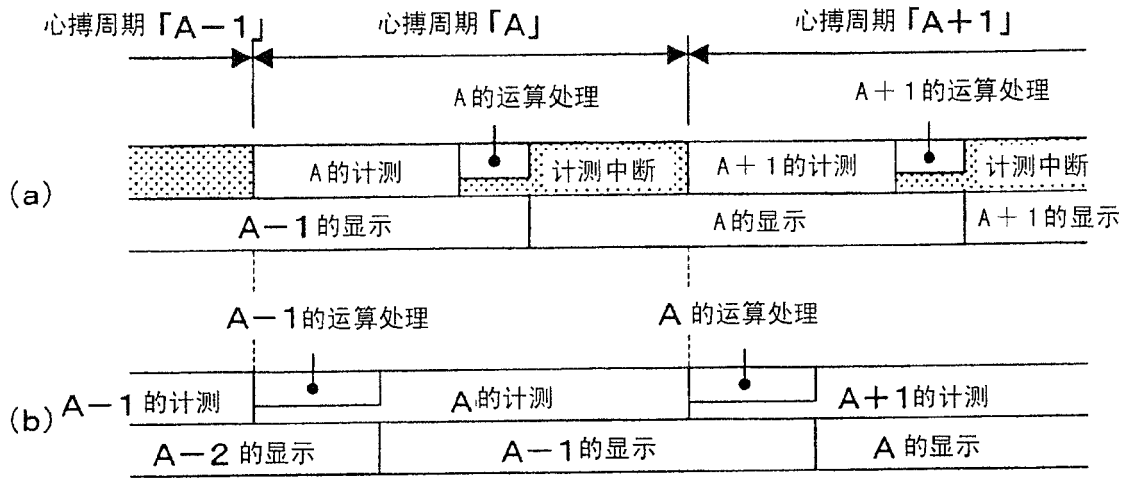 心搏周期「A−1」 心搏周期「A」 心搏周期「A+1」
A的运算处理 A+1的运算处理
(a)
A的计测 计测中断 A+1的计测 计测中断
A−1的显示 A的显示 A+1的显示
A−1的运算处理 A 的运算处理
(b)
A−1的计测 A的计测 A+1的计测
A−2的显示 A−1的显示 A的显示